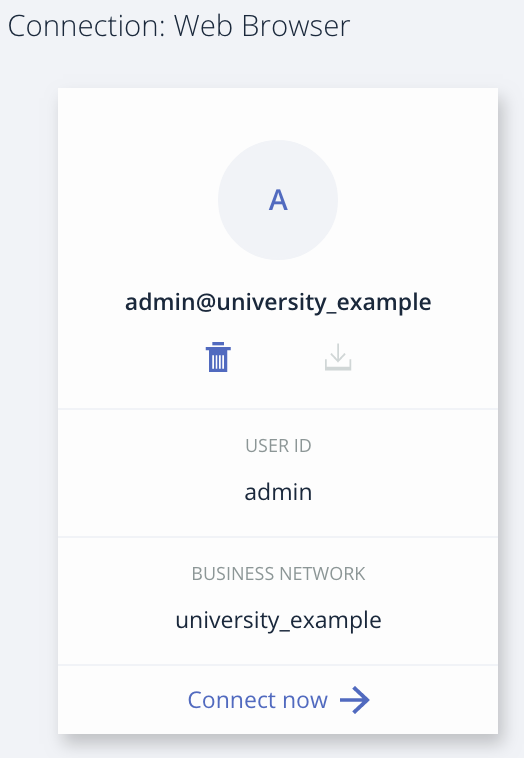 Connection: Web Browser
A
admin@university_example
USER ID
admin
BUSINESS NETWORK
university_example
Connect now